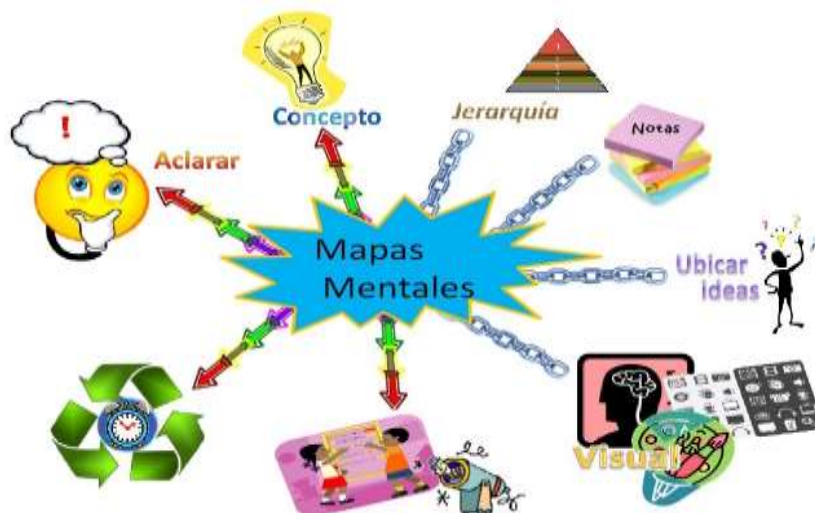 !
Concepto
Jerarquía
Notas
Aclarar
Mapas
Mentales
Ubicar
ideas
Visual